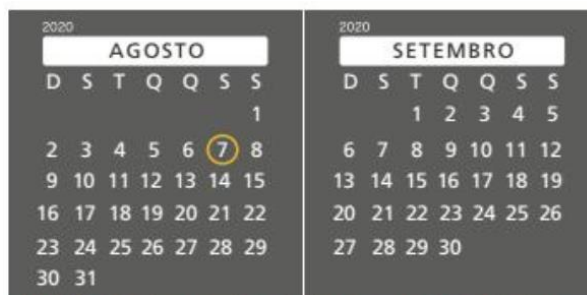 2020
AGOSTO
D S T Q Q S S
1
2 3 4 5 6 7 8
9 10 11 12 13 14 15
16 17 18 19 20 21 22
23 24 25 26 27 28 29
30 31
2020
SETEMBRO
D S T Q Q S S
1 2 3 4 5
6 7 8 9 10 11 12
13 14 15 16 17 18 19
20 21 22 23 24 25 26
27 28 29 30